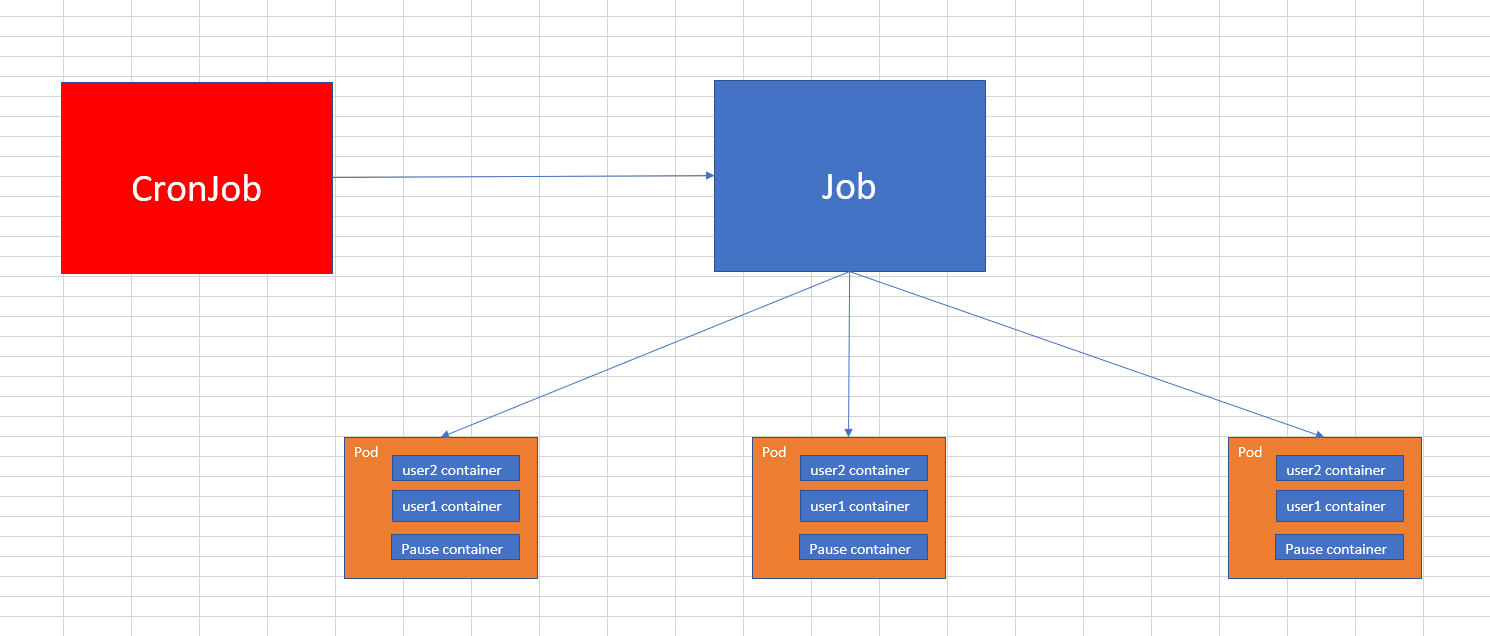 CronJob
Job
Pod
user2 container
user1 container
Pause container
Pod
user2 container
user1 container
Pause container
Pod
user2 container
user1 container
Pause container